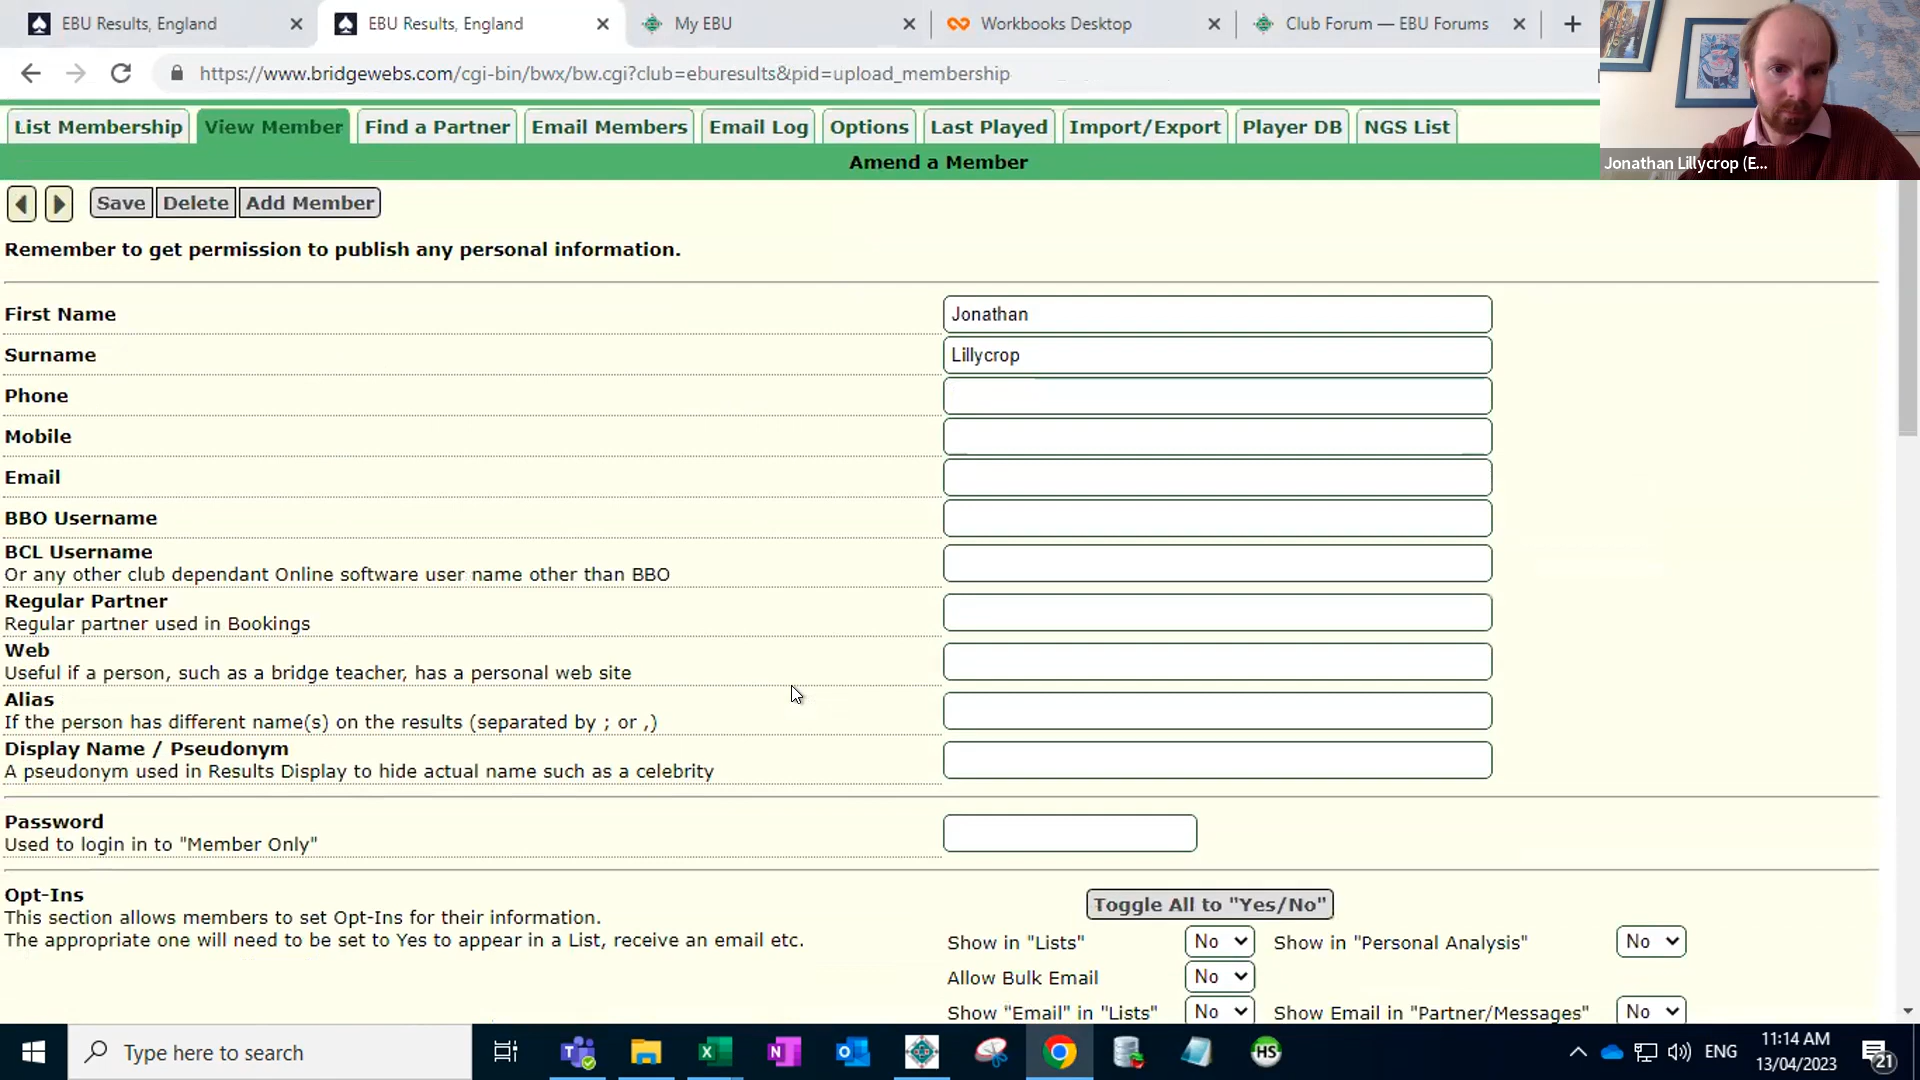 EBU Results, England
EBU Results, England
My EBU
Workbooks Desktop
Club Forum — EBU Forums
https://www.bridgewebs.com/cgi-bin/bwx/bw.cgi?club=eburesults&pid=upload_membership
List Membership
View Member
Find a Partner
Email Members
Email Log
Options
Last Played
Import/Export
Player DB
NGS List
Jonathan Lillycrop (E...
Amend a Member
Save
Delete
Add Member
Remember to get permission to publish any personal information.
First Name
Jonathan
Surname
Lillycrop
Phone
Mobile
Email
BBO Username
BCL Username
Or any other club dependant Online software user name other than BBO
Regular Partner
Regular partner used in Bookings
Web
Useful if a person, such as a bridge teacher, has a personal web site
Alias
If the person has different name(s) on the results (separated by ; or ,)
Display Name / Pseudonym
A pseudonym used in Results Display to hide actual name such as a celebrity
Password
Used to login in to "Member Only"
Opt-Ins
This section allows members to set Opt-Ins for their information.
The appropriate one will need to be set to Yes to appear in a List, receive an email etc.
Toggle All to "Yes/No"
Show in "Lists" No Show in "Personal Analysis" No
Allow Bulk Email No
Show "Email" in "Lists" No Show Email in "Partner/Messages" No
Type here to search
HS
ENG
11:14 AM
13/04/2023
21